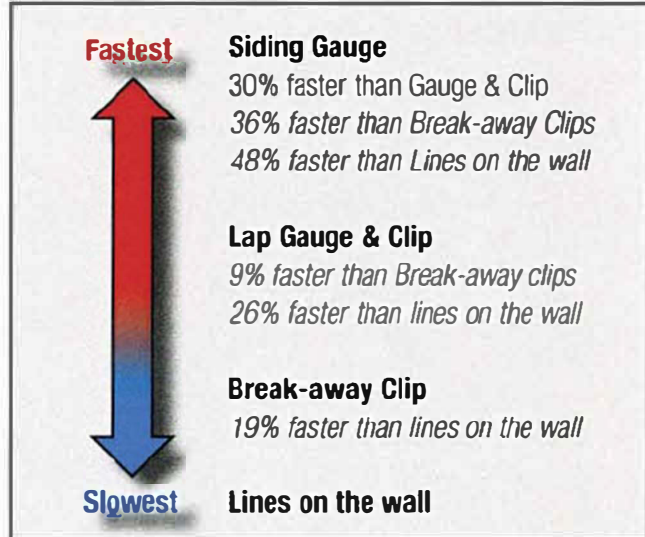 Fastest
Siding Gauge
30% faster than Gauge & Clip
36% faster than Break-away Clips
48% faster than Lines on the wall
Lap Gauge & Clip
9% faster than Break-away clips
26% faster than lines on the wall
Break-away Clip
19% faster than lines on the wall
Slowest
Lines on the wall